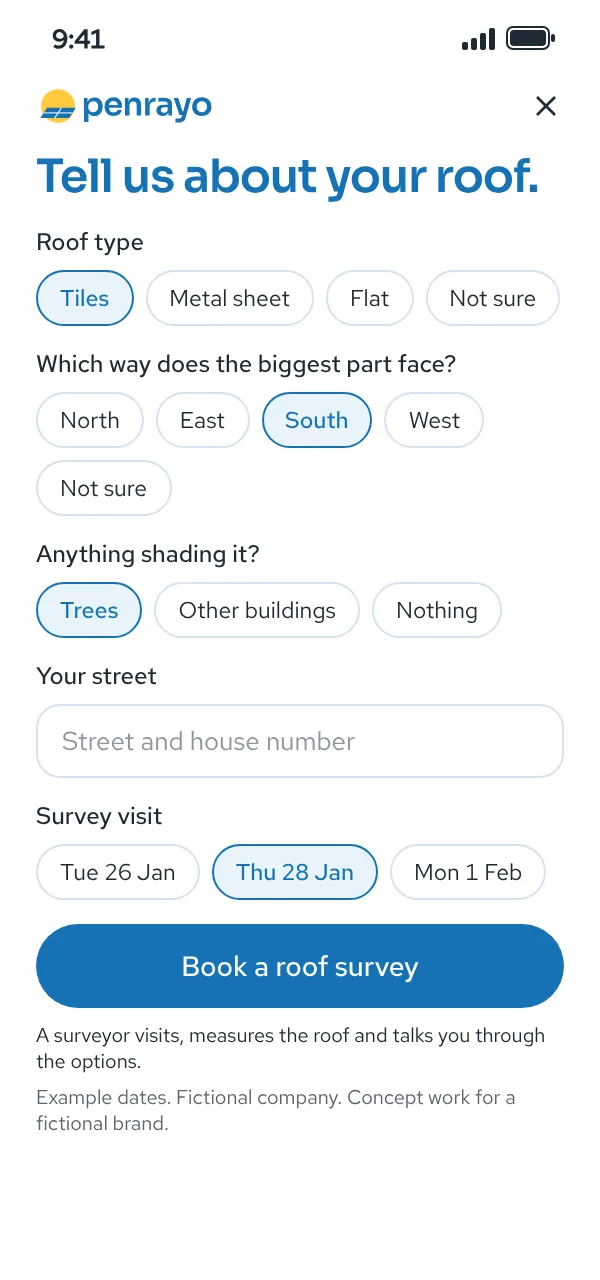 9:41
penrayo
Tell us about your roof.
Roof type
Tiles Metal sheet Flat Not sure
Which way does the biggest part face?
North East South West
Not sure
Anything shading it?
Trees Other buildings Nothing
Your street
Street and house number
Survey visit
Tue 26 Jan Thu 28 Jan Mon 1 Feb
Book a roof survey
A surveyor visits, measures the roof and talks you through
the options.
Example dates. Fictional company. Concept work for a
fictional brand.